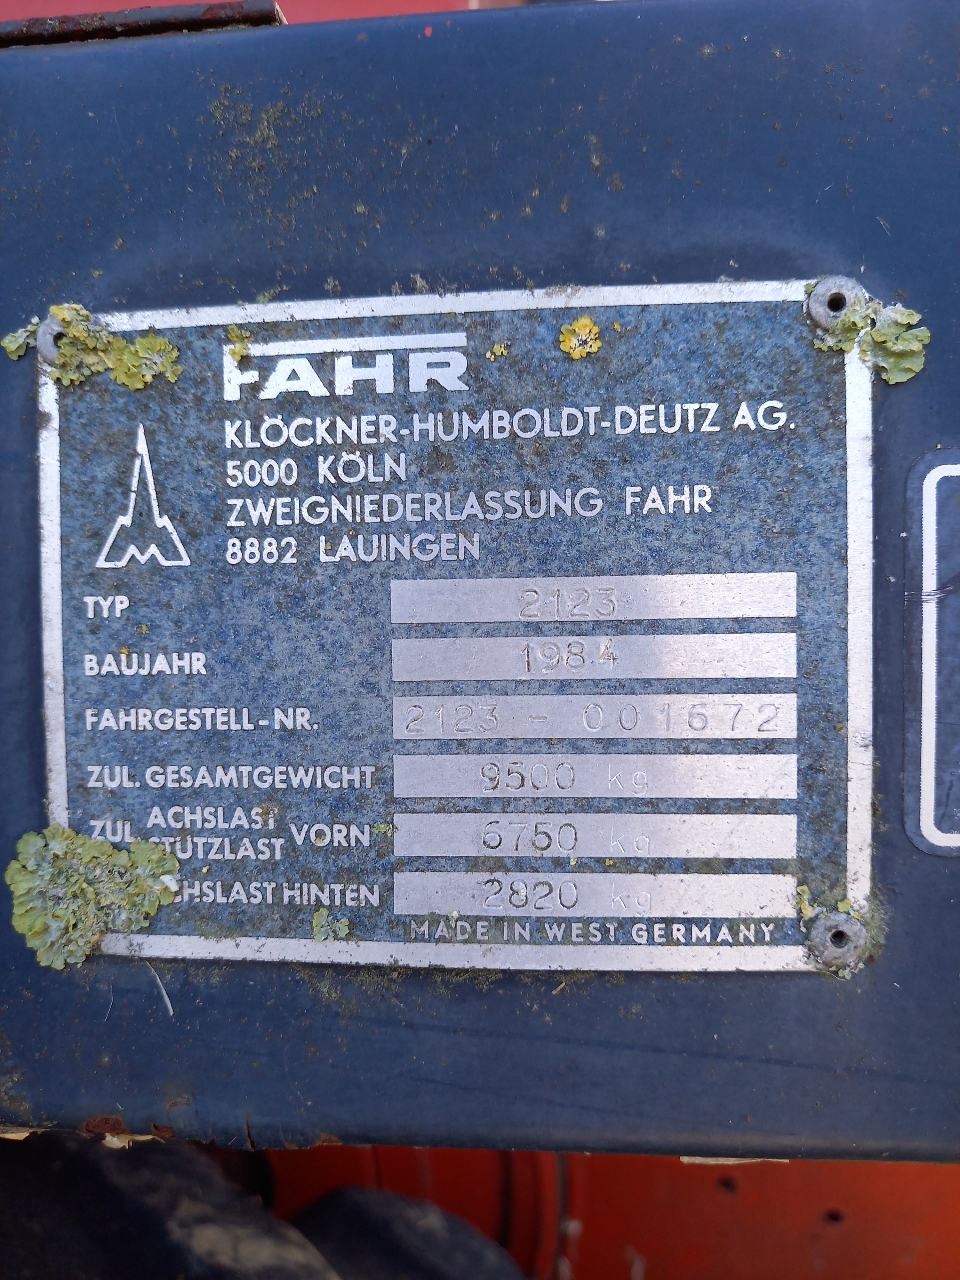 FAHR
KLÖCKNER-HUMBOLDT-DEUTZ AG.
5000 KÖLN
ZWEIGNIEDERLASSUNG FAHR
8882 LAUINGEN
TYP 2123
BAUJAHR 1984
FAHRGESTELL-NR. 2123 - 001672
ZUL. GESAMTGEWICHT 9500 kg
ZUL. ACHSLAST STÜTZLAST VORN 6750 kg
ACHSLAST HINTEN 2820 kg
MADE IN WEST GERMANY